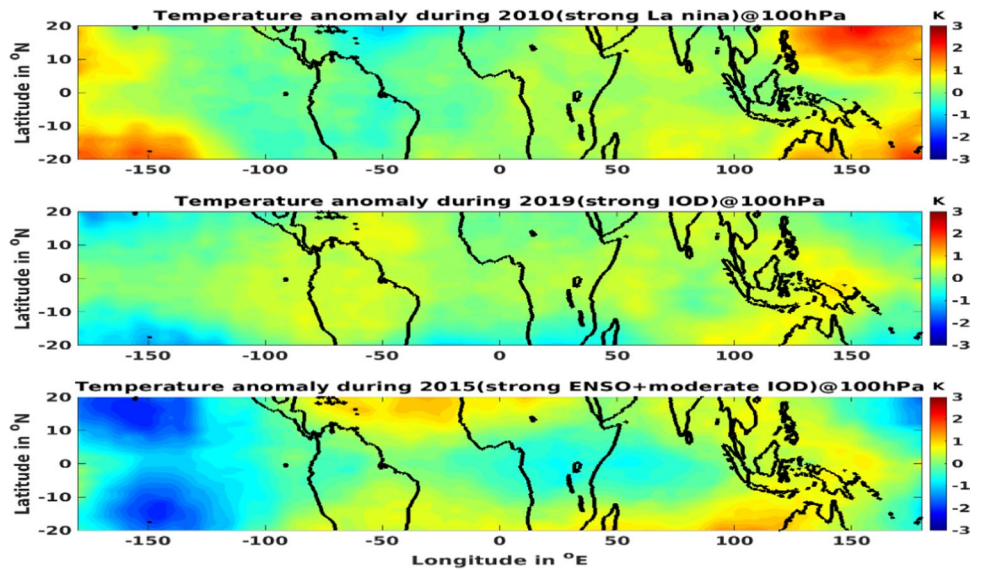 Temperature anomaly during 2010(strong La nina)@100hPa
K
Latitude in ⁰N
20
10
0
-10
-20
3
2
1
0
-1
-2
-3
-150 -100 -50 0 50 100 150
Temperature anomaly during 2019(strong IOD)@100hPa
K
Latitude in ⁰N
20
10
0
-10
-20
3
2
1
0
-1
-2
-3
-150 -100 -50 0 50 100 150
Temperature anomaly during 2015(strong ENSO+moderate IOD)@100hPa
K
Latitude in ⁰N
20
10
0
-10
-20
3
2
1
0
-1
-2
-3
-150 -100 -50 0 50 100 150
Longitude in ⁰E